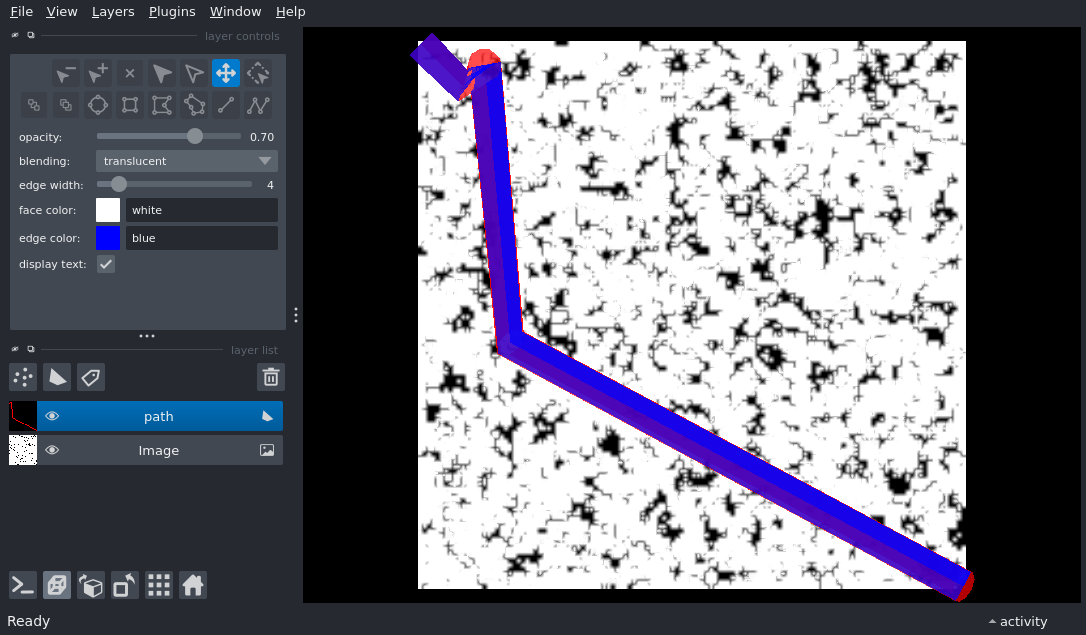 File View Layers Plugins Window Help
layer controls
opacity: 0.70
blending: translucent
edge width: 4
face color: white
edge color: blue
display text:
layer list
path
Image
Ready activity